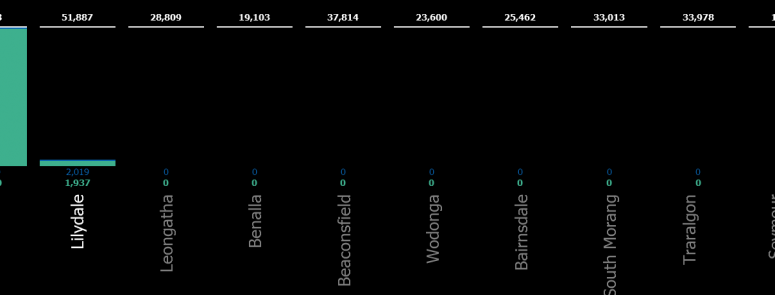 51,887 28,809 19,103 37,814 23,600 25,462 33,013 33,978
2,019 0 0 0 0 0 0 0
1,937 0 0 0 0 0 0 0
Lilydale
Leongatha
Benalla
Beaconsfield
Wodonga
Bairnsdale
South Morang
Traralgon